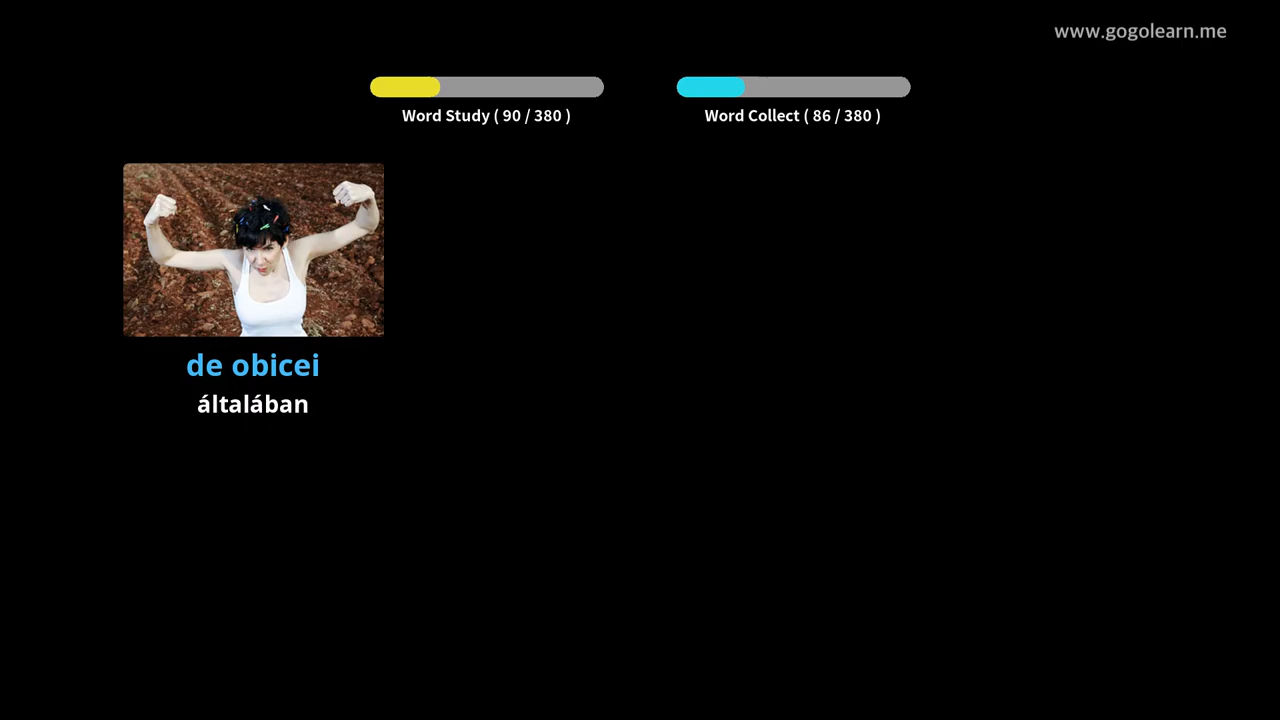 www.gogolearn.me
Word Study ( 90 / 380 )
Word Collect ( 86 / 380 )
de obicei
általában